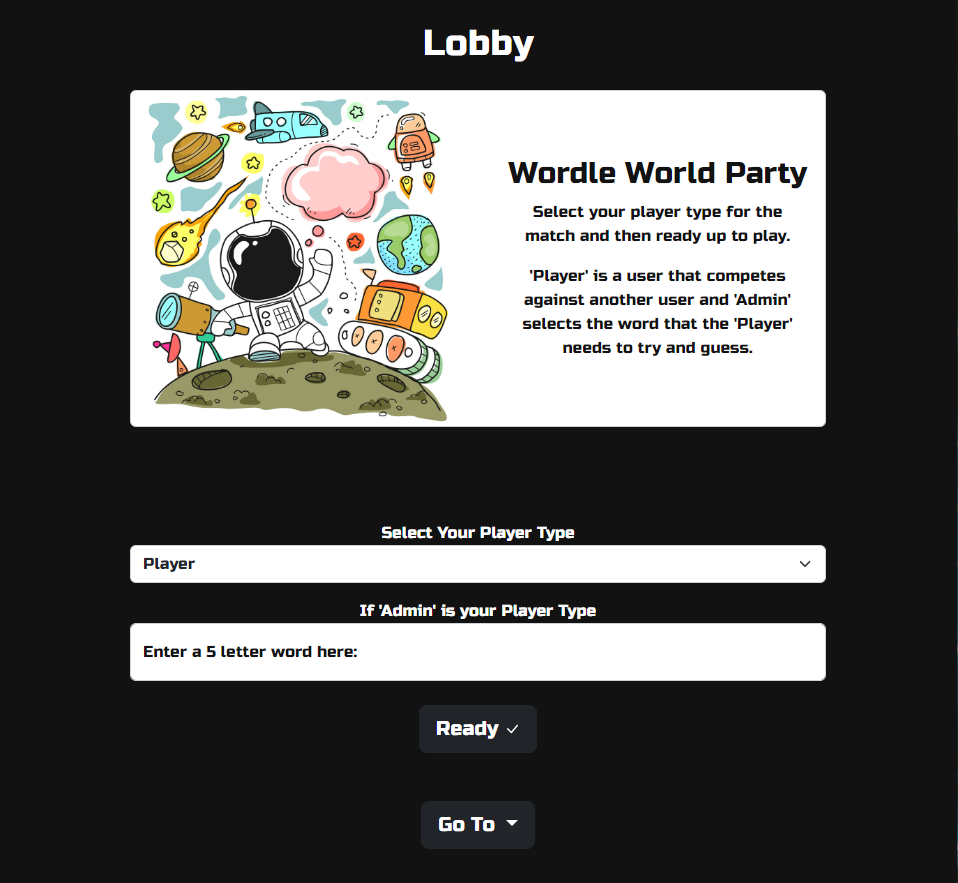 Lobby
Wordle World Party
Select your player type for the
match and then ready up to play.
'Player' is a user that competes
against another user and 'Admin'
selects the word that the 'Player'
needs to try and guess.
Select Your Player Type
Player
If 'Admin' is your Player Type
Enter a 5 letter word here:
Ready
Go To